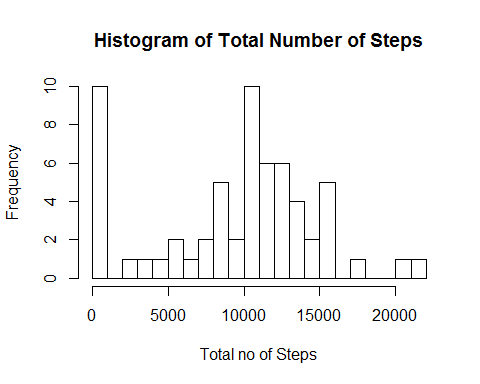 Histogram of Total Number of Steps
Frequency
10
8
6
4
2
0
0 5000 10000 15000 20000
Total no of Steps